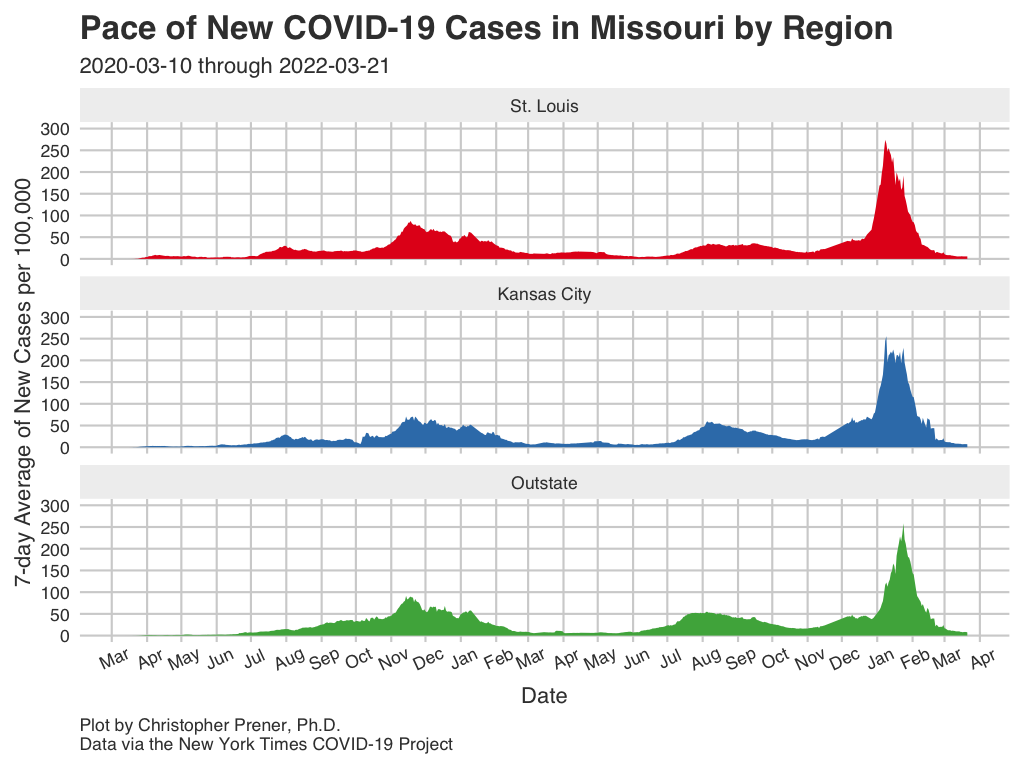 Pace of New COVID-19 Cases in Missouri by Region
2020-03-10 through 2022-03-21
St. Louis
300
250
200
150
100
50
0
Kansas City
300
250
200
150
100
50
0
Outstate
300
250
200
150
100
50
0
7-day Average of New Cases per 100,000
Mar Apr May Jun Jul Aug Sep Oct Nov Dec Jan Feb Mar Apr May Jun Jul Aug Sep Oct Nov Dec Jan Feb Mar Apr
Date
Plot by Christopher Prener, Ph.D.
Data via the New York Times COVID-19 Project